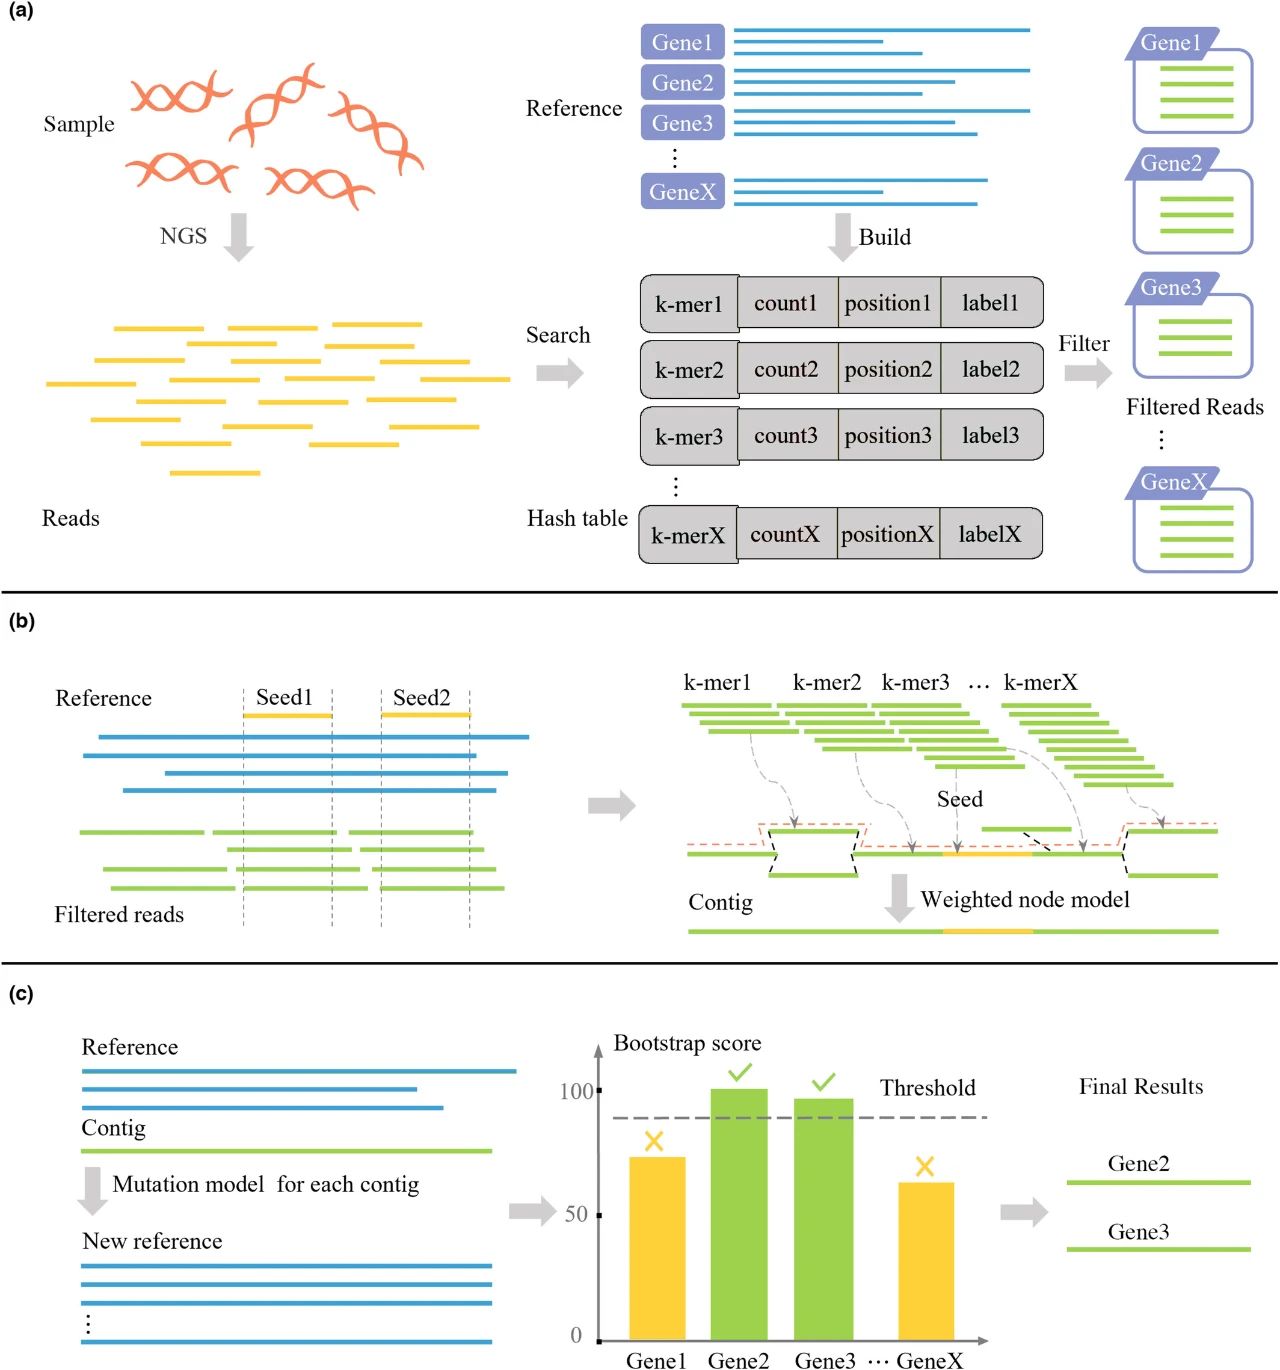 (a)
Sample
NGS
Reads
Search
Reference
Gene1
Gene2
Gene3
⋮
GeneX
Build
k-mer1 count1 position1 label1
k-mer2 count2 position2 label2
k-mer3 count3 position3 label3
⋮
Hash table
k-merX countX positionX labelX
Filter
Gene1
Gene2
Gene3
Filtered Reads
⋮
GeneX
(b)
Reference
Seed1 Seed2
Filtered reads
k-mer1 k-mer2 k-mer3 ... k-merX
Seed
Contig
Weighted node model
(c)
Reference
Contig
Mutation model for each contig
New reference
⋮
Bootstrap score
100
Threshold
50
0
Gene1 Gene2 Gene3 ... GeneX
Final Results
Gene2
Gene3